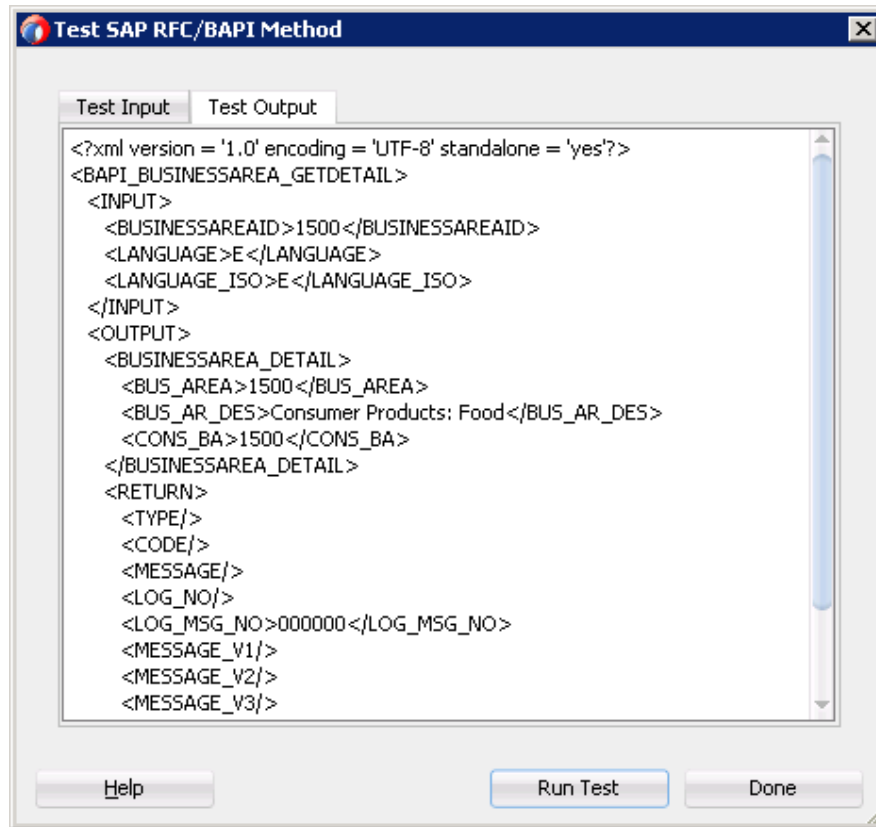 Test SAP RFC/BAPI Method
Test Input
Test Output
<?xml version = '1.0' encoding = 'UTF-8' standalone = 'yes'?>
<BAPI_BUSINESSAREA_GETDETAIL>
<INPUT>
<BUSINESSAREAID>1500</BUSINESSAREAID>
<LANGUAGE>E</LANGUAGE>
<LANGUAGE_ISO>E</LANGUAGE_ISO>
</INPUT>
<OUTPUT>
<BUSINESSAREA_DETAIL>
<BUS_AREA>1500</BUS_AREA>
<BUS_AR_DES>Consumer Products: Food</BUS_AR_DES>
<CONS_BA>1500</CONS_BA>
</BUSINESSAREA_DETAIL>
<RETURN>
<TYPE/>
<CODE/>
<MESSAGE/>
<LOG_NO/>
<LOG_MSG_NO>000000</LOG_MSG_NO>
<MESSAGE_V1/>
<MESSAGE_V2/>
<MESSAGE_V3/>
Help
Run Test
Done